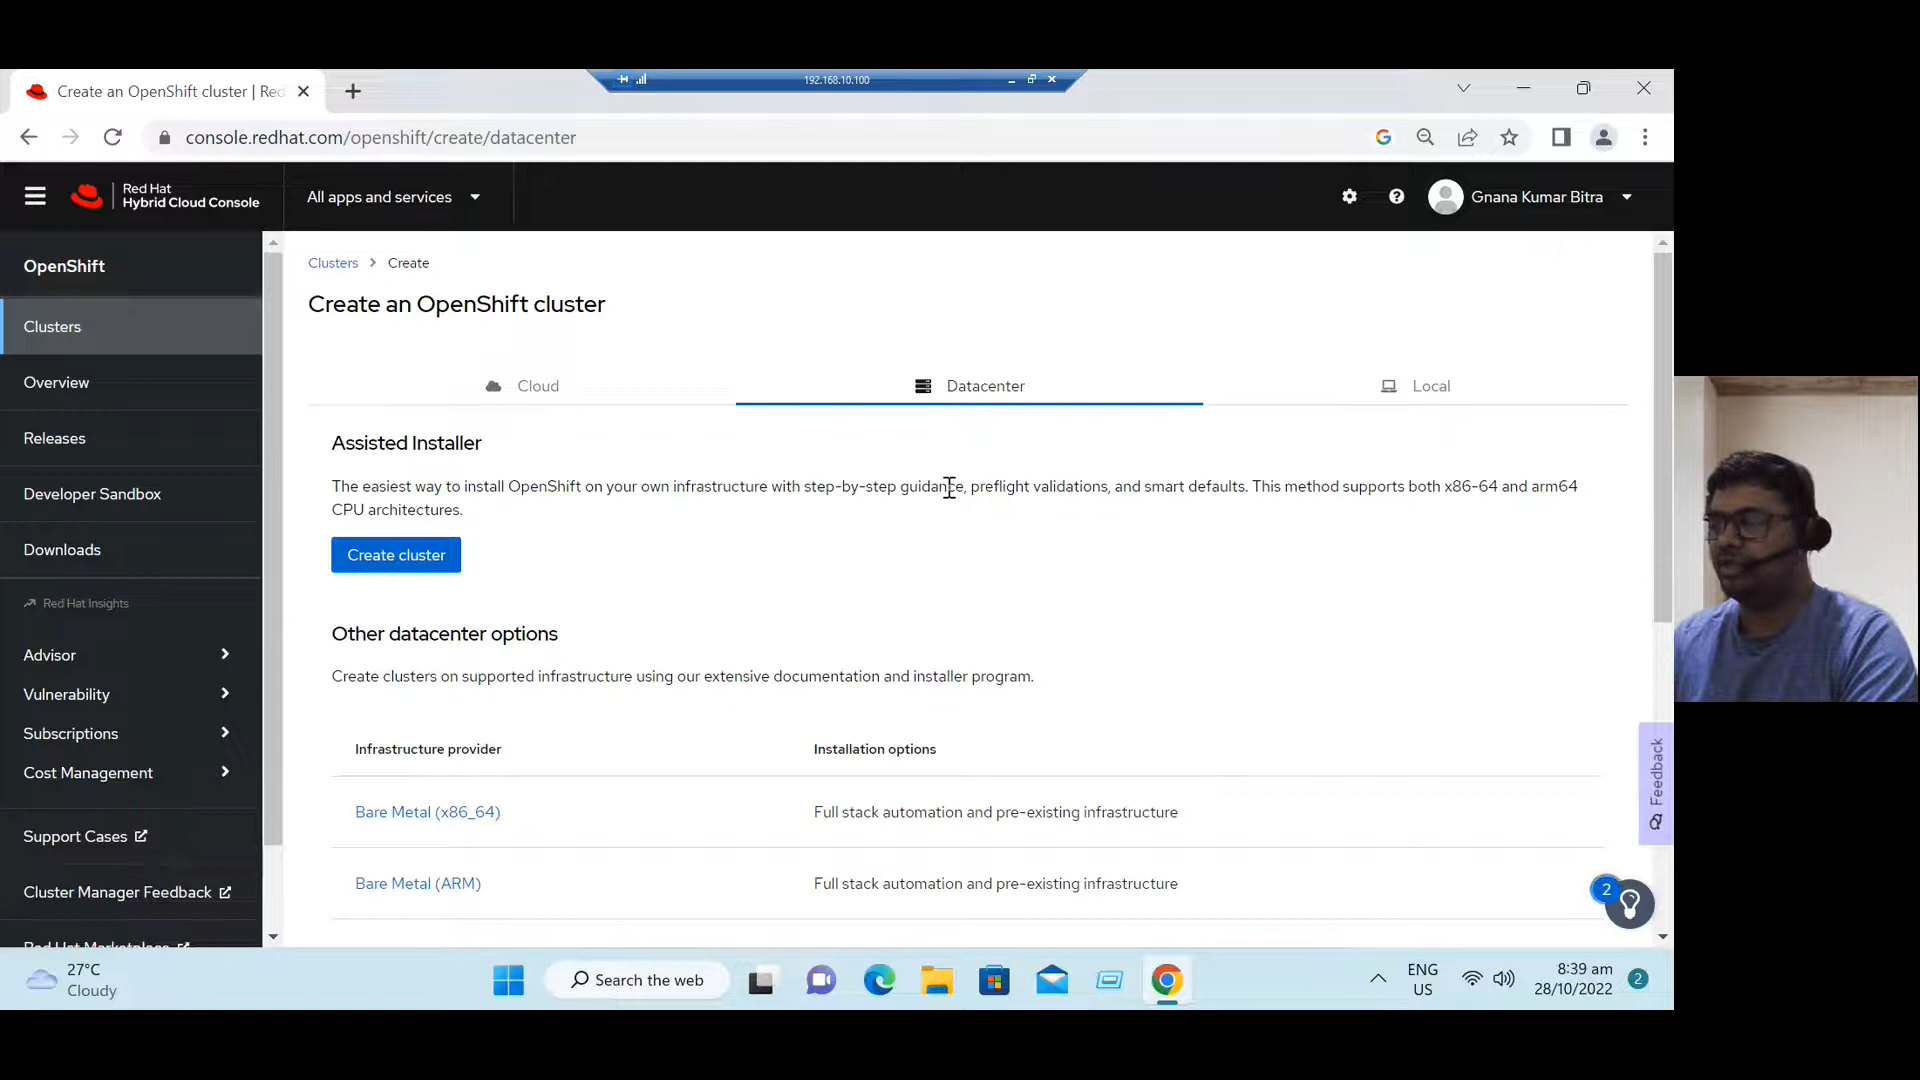 Create an OpenShift cluster | Red
192.168.10.100
console.redhat.com/openshift/create/datacenter
Red Hat
Hybrid Cloud Console
All apps and services
Gnana Kumar Bitra
OpenShift
Clusters
Overview
Releases
Developer Sandbox
Downloads
Red Hat Insights
Advisor
Vulnerability
Subscriptions
Cost Management
Support Cases
Cluster Manager Feedback
Red Hat Marketplace
Clusters > Create
Create an OpenShift cluster
Cloud
Datacenter
Local
Assisted Installer
The easiest way to install OpenShift on your own infrastructure with step-by-step guidance, preflight validations, and smart defaults. This method supports both x86-64 and arm64
CPU architectures.
Create cluster
Other datacenter options
Create clusters on supported infrastructure using our extensive documentation and installer program.
Infrastructure provider
Installation options
Bare Metal (x86_64)
Full stack automation and pre-existing infrastructure
Bare Metal (ARM)
Full stack automation and pre-existing infrastructure
Feedback
2
27°C
Cloudy
Search the web
ENG
US
8:39 am
28/10/2022
2